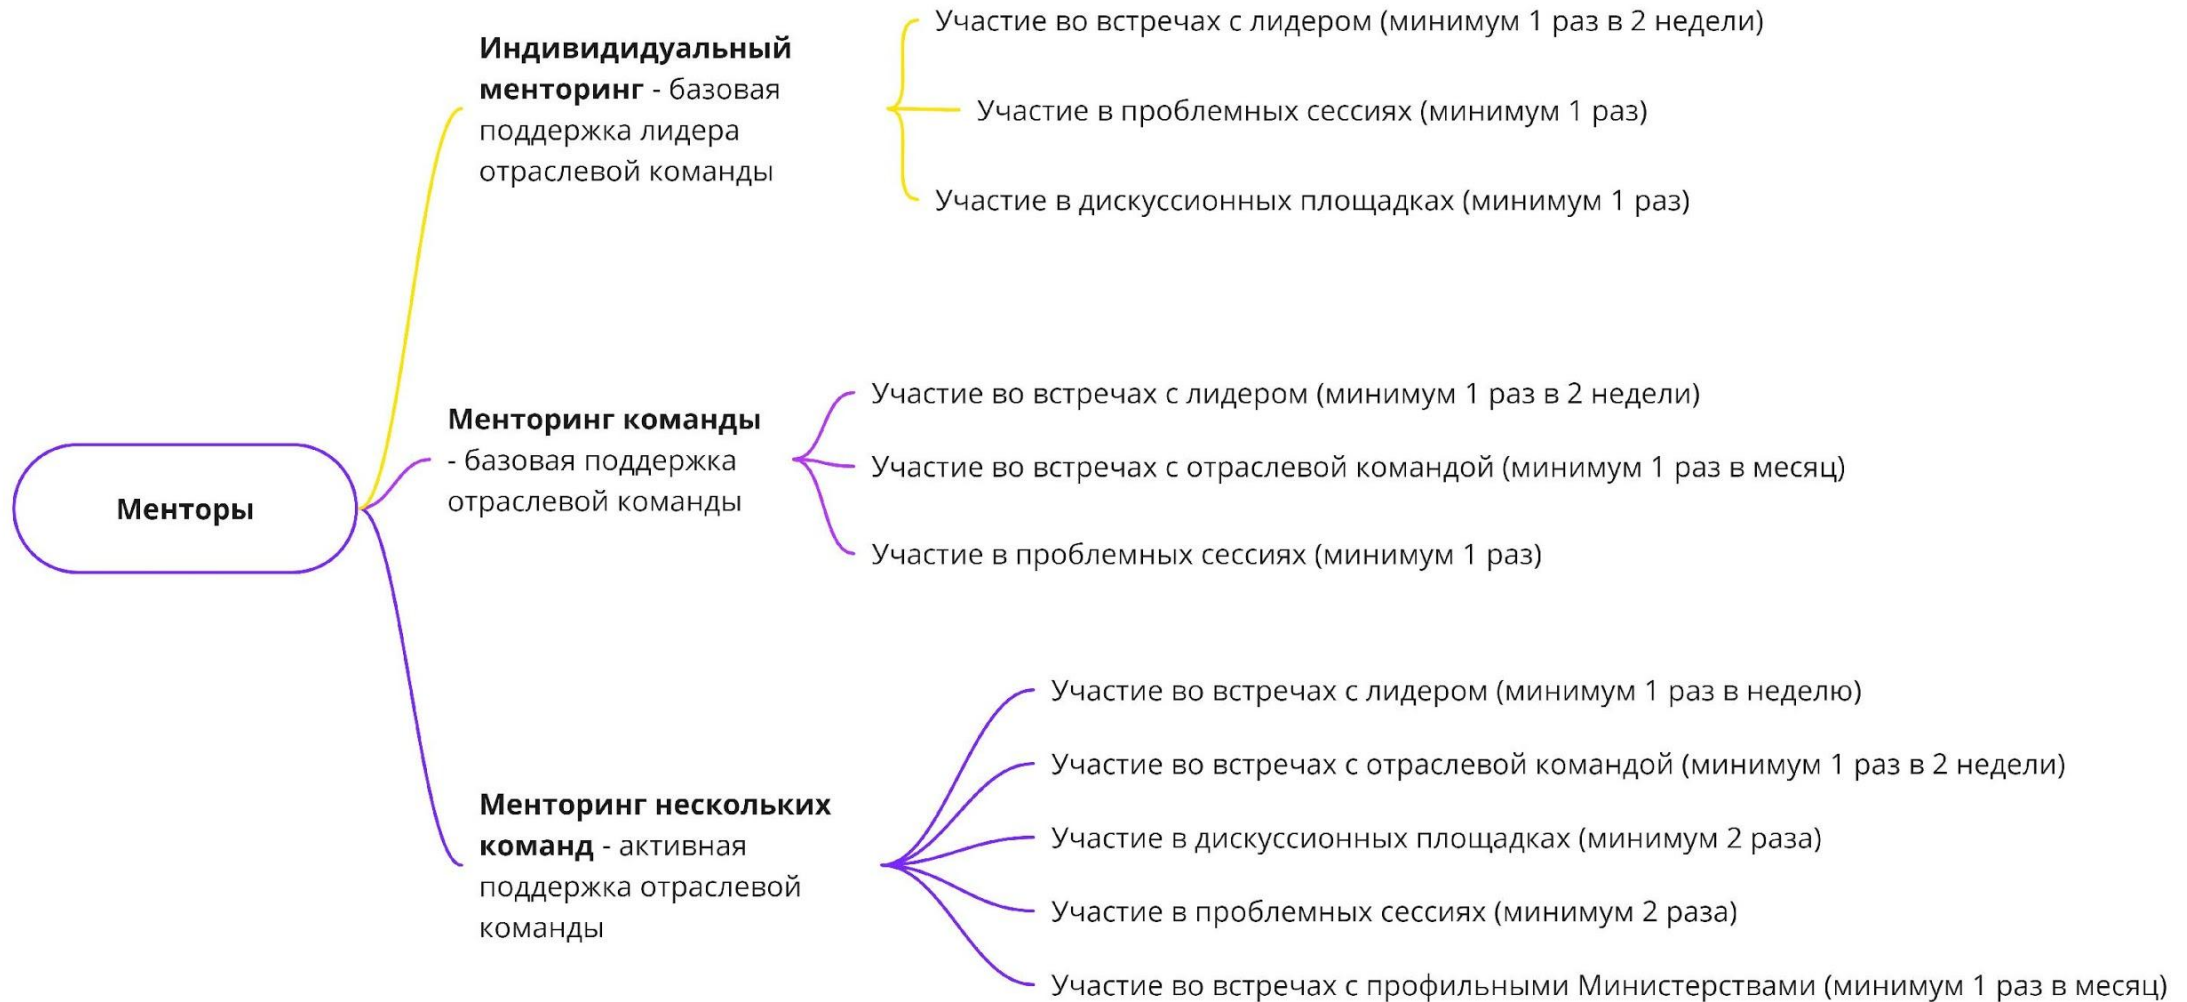 Менторы
Индивидидуальный
менторинг - базовая
поддержка лидера
отраслевой команды
Участие во встречах с лидером (минимум 1 раз в 2 недели)
Участие в проблемных сессиях (минимум 1 раз)
Участие в дискуссионных площадках (минимум 1 раз)
Менторинг команды
- базовая поддержка
отраслевой команды
Участие во встречах с лидером (минимум 1 раз в 2 недели)
Участие во встречах с отраслевой командой (минимум 1 раз в месяц)
Участие в проблемных сессиях (минимум 1 раз)
Менторинг нескольких
команд - активная
поддержка отраслевой
команды
Участие во встречах с лидером (минимум 1 раз в неделю)
Участие во встречах с отраслевой командой (минимум 1 раз в 2 недели)
Участие в дискуссионных площадках (минимум 2 раза)
Участие в проблемных сессиях (минимум 2 раза)
Участие во встречах с профильными Министерствами (минимум 1 раз в месяц)